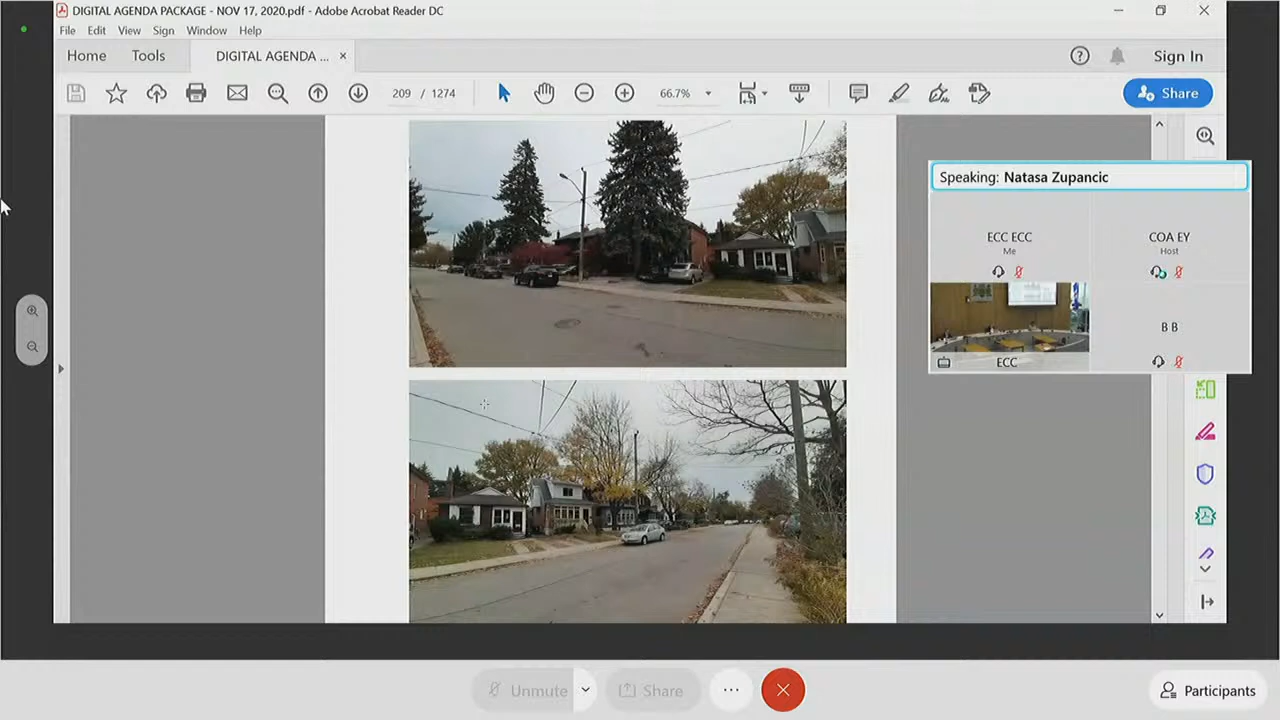 DIGITAL AGENDA PACKAGE - NOV 17, 2020.pdf - Adobe Acrobat Reader DC
File Edit View Sign Window Help
Home Tools DIGITAL AGENDA ... Sign In
209 / 1274 66.7% Share
Speaking: Natasa Zupancic
ECC ECC COA EY
Me Host
B B
ECC
Unmute Share ... Participants